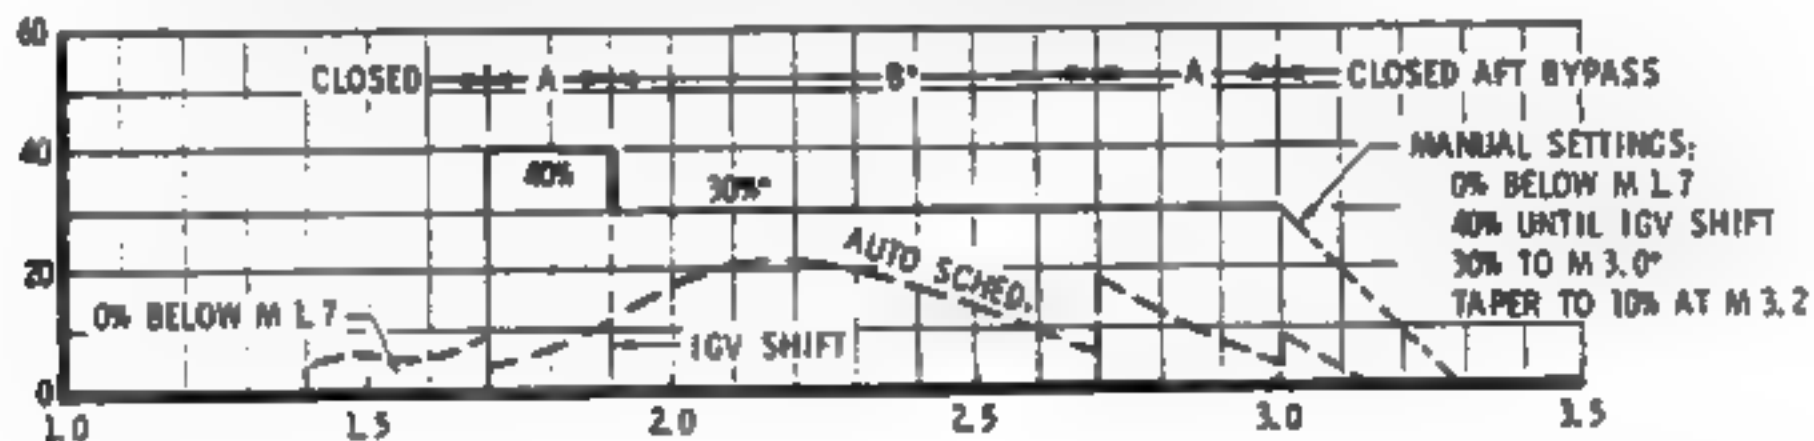 60
CLOSED A B* A CLOSED AFT BYPASS
40
40%
30%*
MANUAL SETTINGS:
0% BELOW M 1.7
40% UNTIL IGV SHIFT
30% TO M 3.0*
TAPER TO 10% AT M 3.2
20
AUTO SCHED.
0% BELOW M 1.7
IGV SHIFT
0
1.0 1.5 2.0 2.5 3.0 3.5